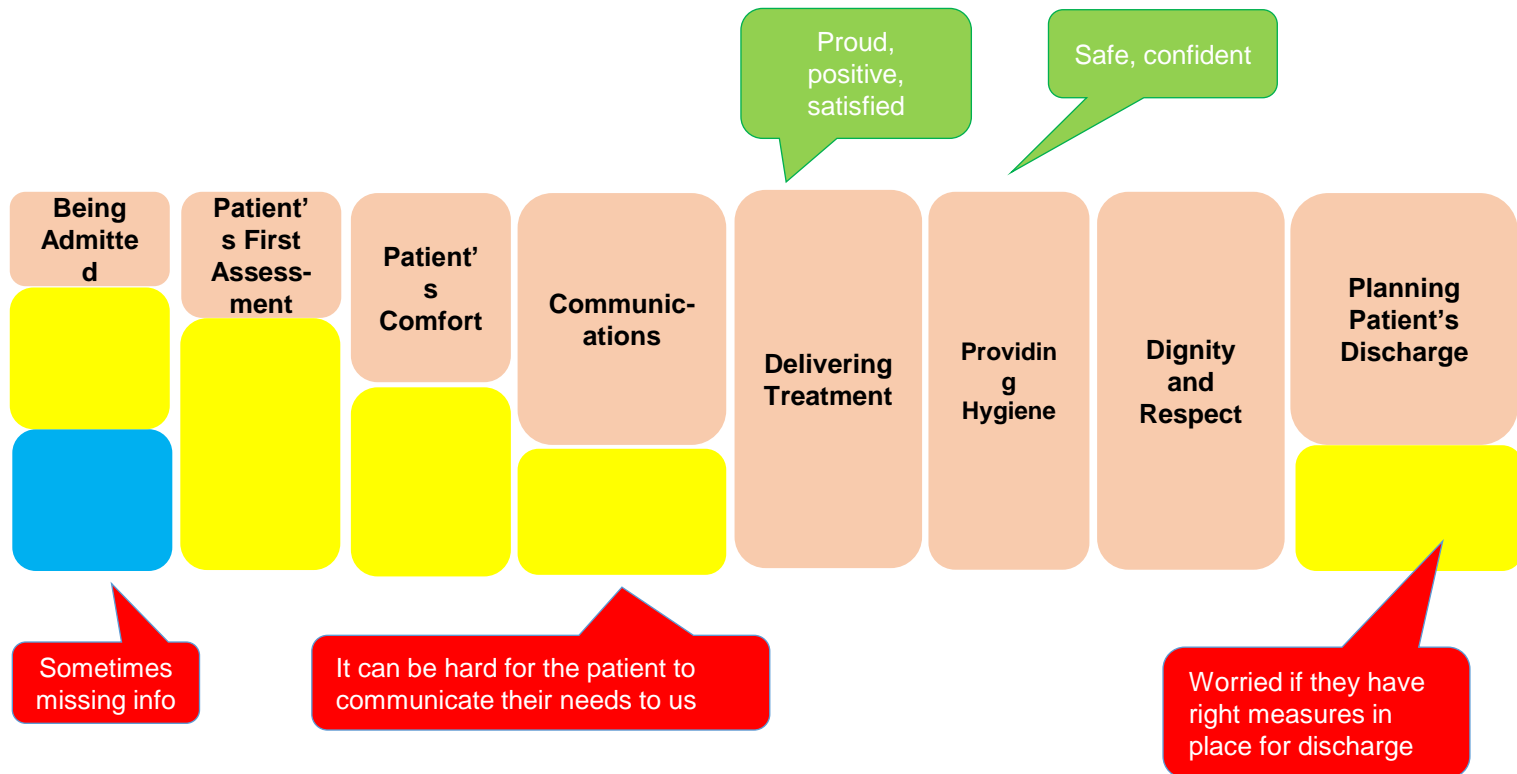 Proud,
positive,
satisfied
Safe, confident
Being
Admitte
d
Patient’
s First
Assess-
ment
Patient’
s
Comfort
Communic-
ations
Delivering
Treatment
Providin
g
Hygiene
Dignity
and
Respect
Planning
Patient’s
Discharge
Sometimes
missing info
It can be hard for the patient to
communicate their needs to us
Worried if they have
right measures in
place for discharge